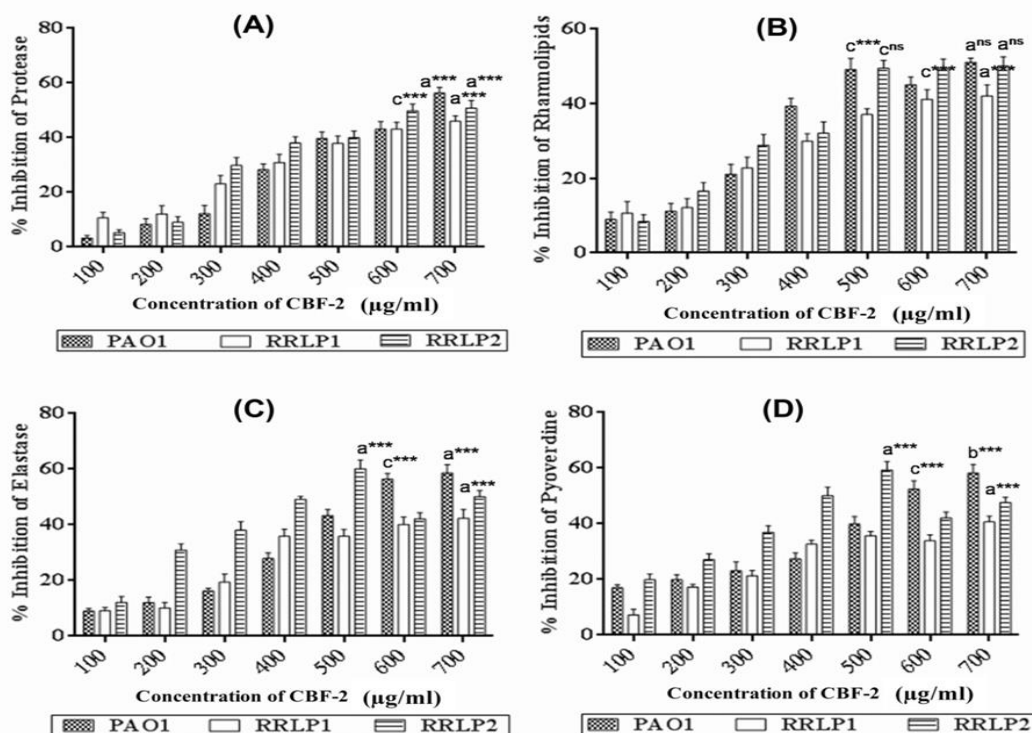 (A)
% Inhibition of Protease
80
60
40
20
0
c***
a***
a***
a***
100 200 300 400 500 600 700
Concentration of CBF-2 (µg/ml)
PAO1 RRLP1 RRLP2
(B)
% Inhibition of Rhamnolipids
60
40
20
0
c***
c^ns
c***
a^ns
a***
a^ns
100 200 300 400 500 600 700
Concentration of CBF-2 (µg/ml)
PAO1 RRLP1 RRLP2
(C)
% Inhibition of Elastase
80
60
40
20
0
a***
c***
a***
a***
100 200 300 400 500 600 700
Concentration of CBF-2 (µg/ml)
PAO1 RRLP1 RRLP2
(D)
% Inhibition of Pyoverdine
80
60
40
20
0
a***
c***
b***
a***
100 200 300 400 500 600 700
Concentration of CBF-2 (µg/ml)
PAO1 RRLP1 RRLP2